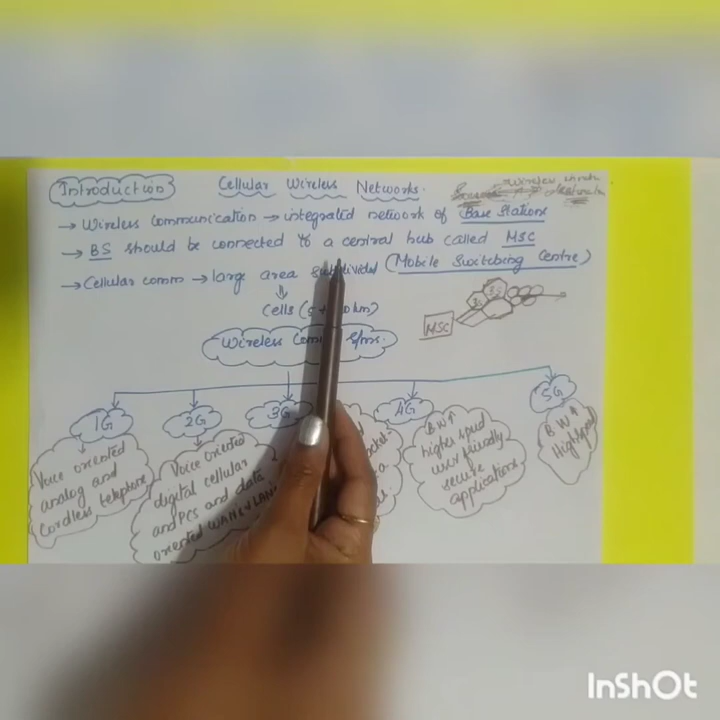 Introduction
Cellular Wireless Networks.
→ Wireless communication → integrated network of Base Stations
→ BS should be connected to a central hub called MSC
(Mobile Switching Centre)
→ Cellular comm → large area
Cells (
MSC
Wireless
1G
2G
3G
4G
5G
Voice oriented
analog and
Cordless telephone
Voice oriented
digital cellular
and PCs and data
oriented WAN & LAN
BW↑
higher speed
user friendly
secure
applications
BW↑
High speed
InShOt